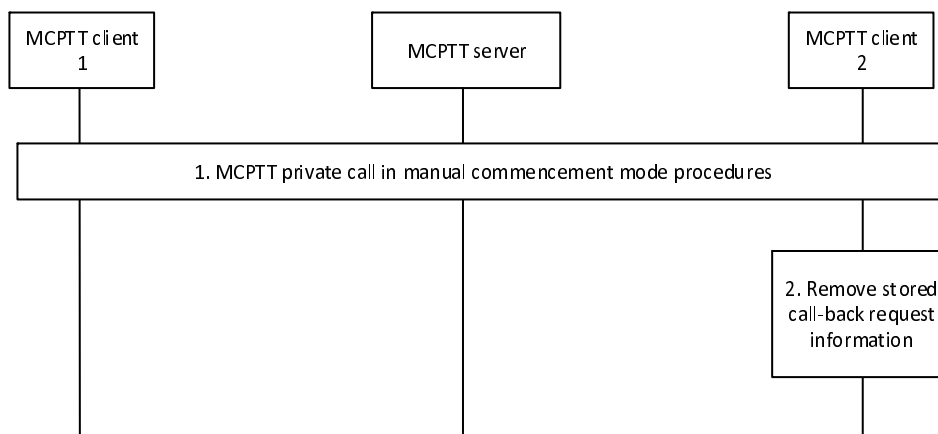 MCPTT client
1
MCPTT server
MCPTT client
2
1. MCPTT private call in manual commencement mode procedures
2. Remove stored
call-back request
information